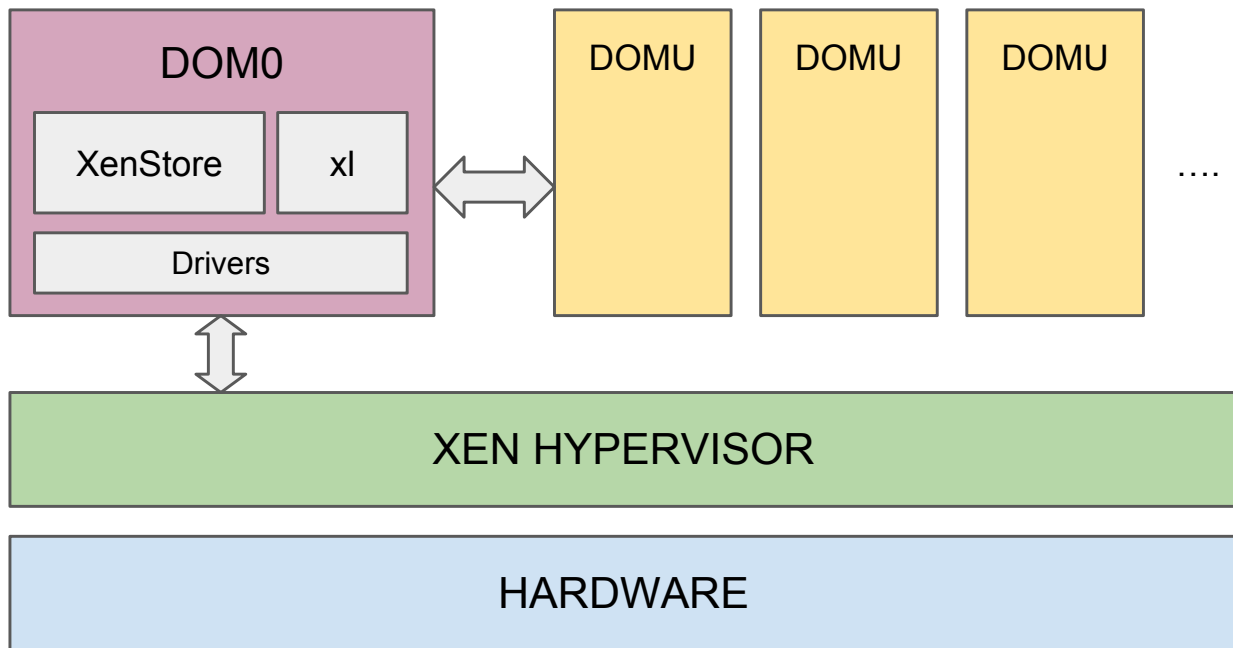 DOM0
XenStore
xl
Drivers
DOMU
DOMU
DOMU
....
XEN HYPERVISOR
HARDWARE